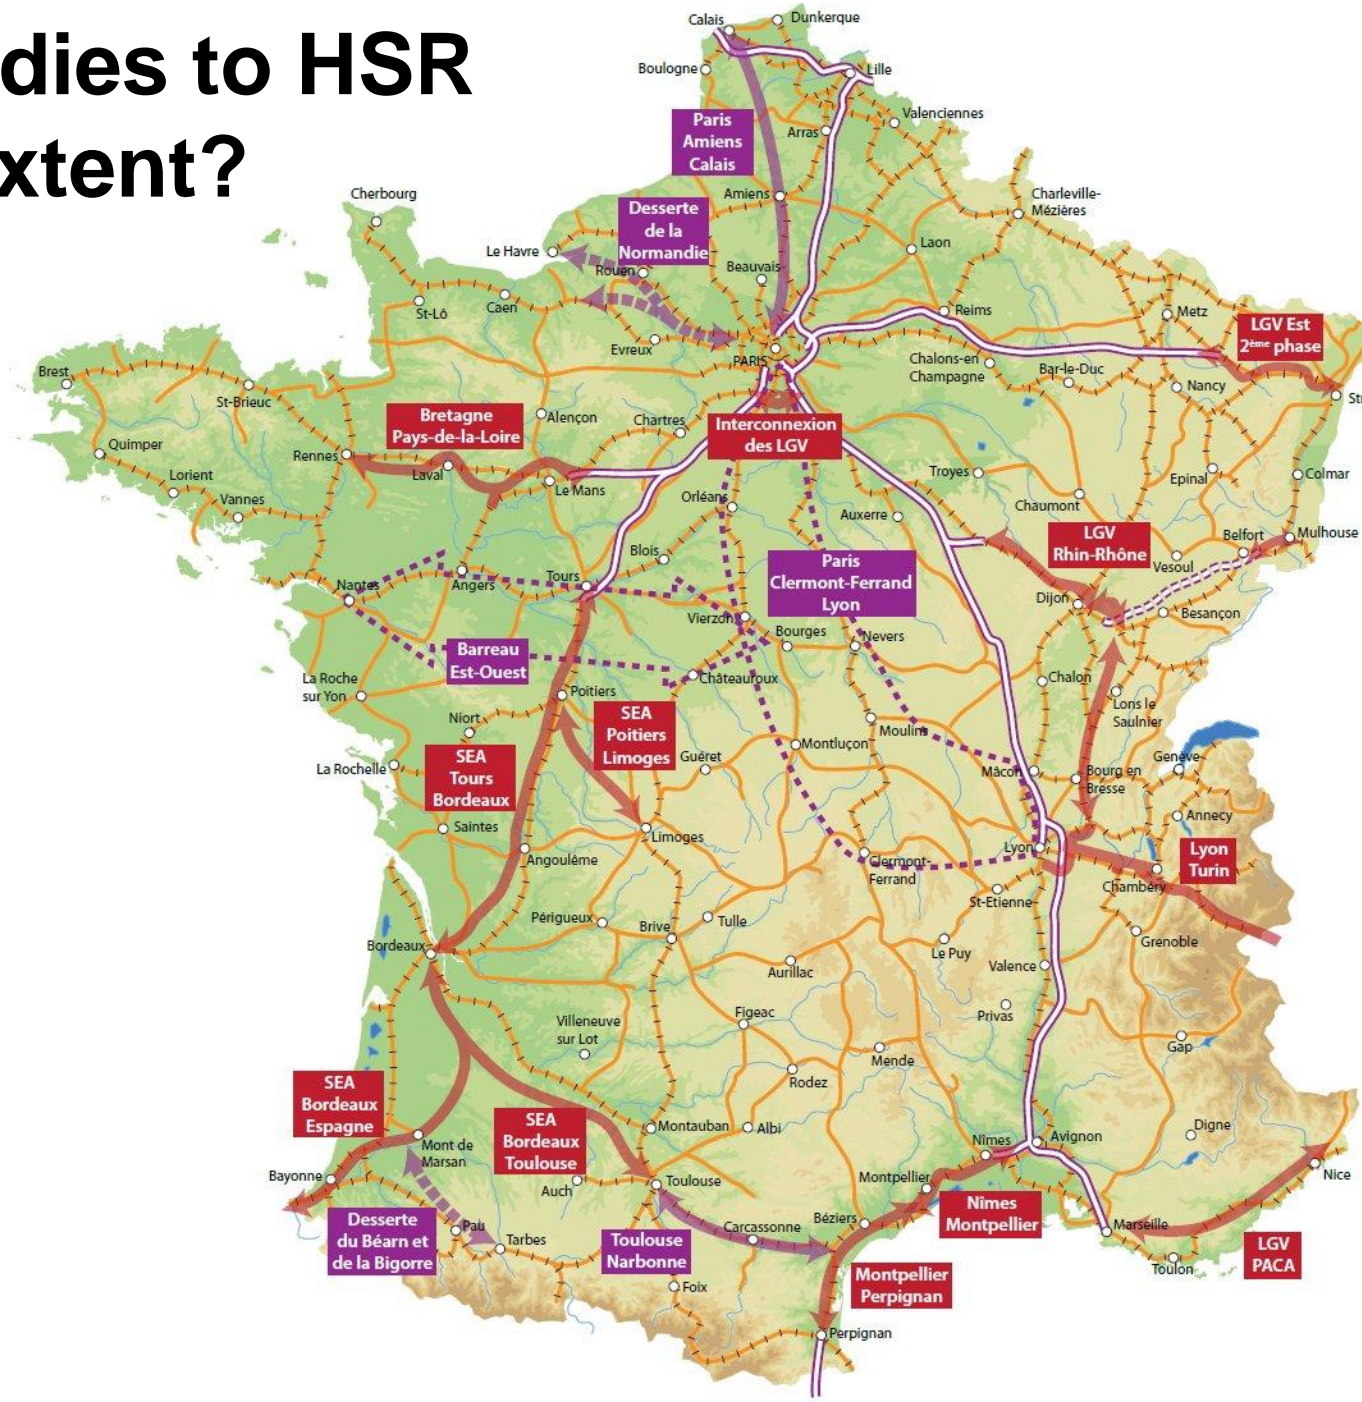 dies to HSR
xtent?
Calais
Dunkerque
Boulogne
Lille
Valenciennes
Paris
Amiens
Calais
Arras
Amiens
Charleville-
Mézières
Cherbourg
Desserte
de la
Normandie
Le Havre
Rouen
Beauvais
Laon
St-Lô
Caen
Evreux
Reims
Metz
LGV Est
2ème phase
PARIS
Chalons-en
Champagne
Bar-le-Duc
Nancy
Str
Brest
St-Brieuc
Bretagne
Pays-de-la-Loire
Alençon
Chartres
Interconnexion
des LGV
Quimper
Rennes
Laval
Le Mans
Lorient
Vannes
Orléans
Troyes
Chaumont
Epinal
Colmar
Auxerre
LGV
Rhin-Rhône
Belfort
Mulhouse
Vesoul
Blois
Paris
Clermont-Ferrand
Lyon
Nantes
Angers
Tours
Dijon
Besançon
Vierzon
Bourges
Nevers
Barreau
Est-Ouest
La Roche
sur Yon
Châteauroux
Chalon
Lons le
Saulnier
Poitiers
Niort
SEA
Poitiers
Limoges
Guéret
Montluçon
Moulins
Genève
La Rochelle
SEA
Tours
Bordeaux
Mâcon
Bourg en
Bresse
Annecy
Saintes
Limoges
Angoulême
Clermont-
Ferrand
Lyon
Lyon
Turin
Chambéry
St-Etienne
Périgueux
Brive
Tulle
Le Puy
Grenoble
Bordeaux
Aurillac
Valence
Villeneuve
sur Lot
Figeac
Privas
Mende
Gap
Rodez
SEA
Bordeaux
Espagne
SEA
Bordeaux
Toulouse
Montauban
Albi
Digne
Mont de
Marsan
Nîmes
Avignon
Bayonne
Auch
Toulouse
Montpellier
Nice
Desserte
du Béarn et
de la Bigorre
Pau
Tarbes
Toulouse
Narbonne
Carcassonne
Béziers
Nîmes
Montpellier
Marseille
Toulon
LGV
PACA
Foix
Montpellier
Perpignan
Perpignan